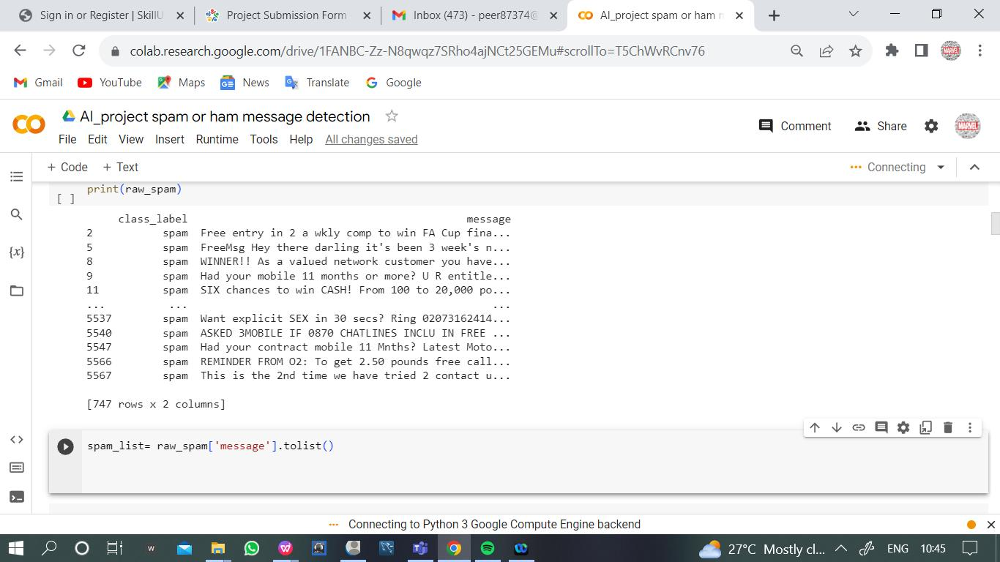 Sign in or Register | SkillU
Project Submission Form
Inbox (473) - peer87374@
AI_project spam or ham m
colab.research.google.com/drive/1FANBC-Zz-N8qwqz7SRho4ajNCt25GEMu#scrollTo=T5ChWvRCnv76
Gmail YouTube Maps News Translate Google
AI_project spam or ham message detection
Comment Share
File Edit View Insert Runtime Tools Help All changes saved
+ Code + Text
Connecting
print(raw_spam)
[ ]
class_label message
2 spam Free entry in 2 a wkly comp to win FA Cup fina...
5 spam FreeMsg Hey there darling it's been 3 week's n...
8 spam WINNER!! As a valued network customer you have...
9 spam Had your mobile 11 months or more? U R entitle...
11 spam SIX chances to win CASH! From 100 to 20,000 po...
... ... ...
5537 spam Want explicit SEX in 30 secs? Ring 02073162414...
5540 spam ASKED 3MOBILE IF 0870 CHATLINES INCLU IN FREE ...
5547 spam Had your contract mobile 11 Mnths? Latest Moto...
5566 spam REMINDER FROM O2: To get 2.50 pounds free call...
5567 spam This is the 2nd time we have tried 2 contact u...
[747 rows x 2 columns]
spam_list= raw_spam['message'].tolist()
Connecting to Python 3 Google Compute Engine backend
27°C Mostly cl... ENG 10:45